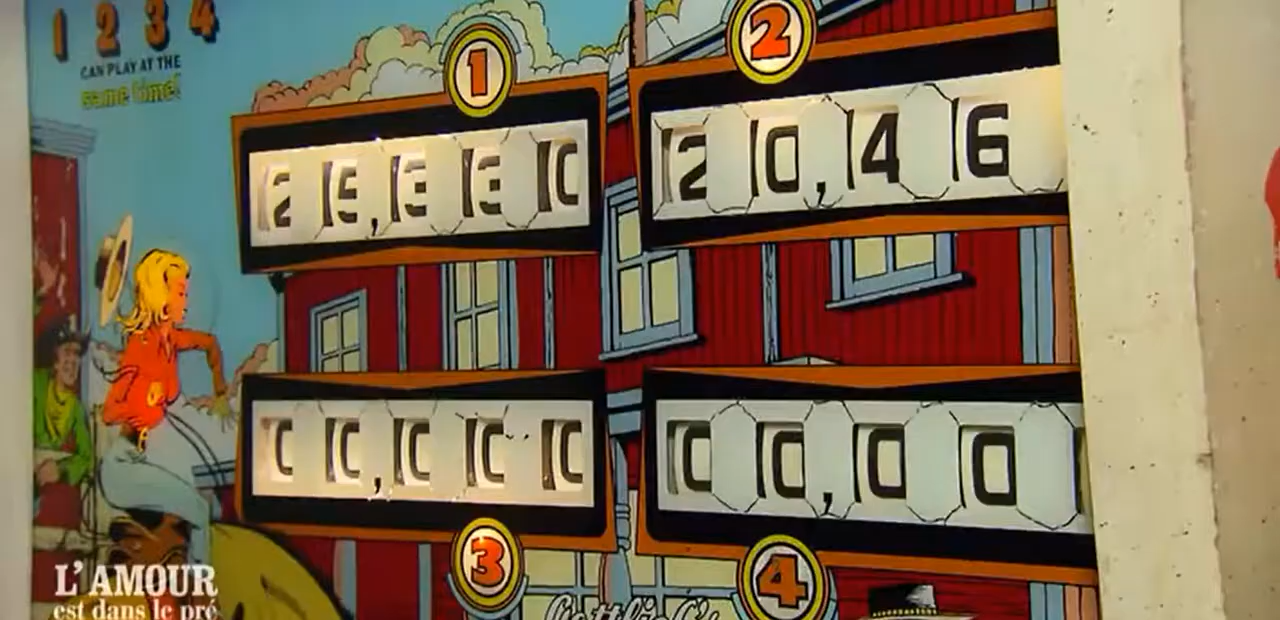 1 2 3 4
CAN PLAY AT THE
same time!
1
2
25,330
20,46
00,000
00,00
3
4
Gottlieb's
L'AMOUR
est dans le pré